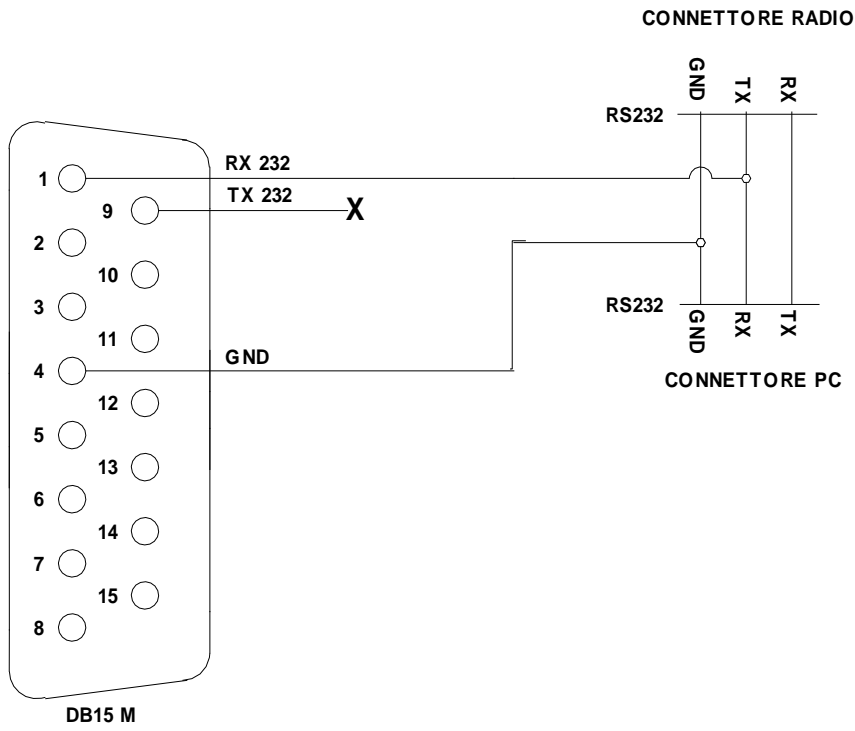 CONNETTORE RADIO
GND TX RX
RS232
1
RX 232
9
TX 232
X
2
10
3
RS232
11
GND RX TX
4
GND
CONNETTORE PC
12
5
13
6
14
7
15
8
DB15 M